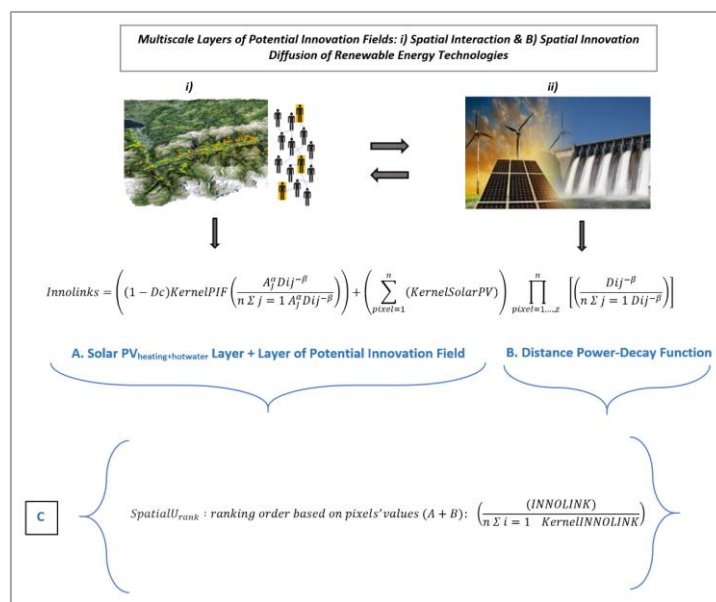 Multiscale Layers of Potential Innovation Fields: i) Spatial Interaction & B) Spatial Innovation
Diffusion of Renewable Energy Technologies
i) ii)
Innolinks = (((1 − Dc)KernelPIF(A_j^α Dij^−β / n Σ j = 1 A_j^α Dij^−β)) + (∑_{pixel=1}^{n} (KernelSolarPV)) ∏_{pixel=1,...,z}^{n} [(Dij^−β / n Σ j = 1 Dij^−β)]
A. Solar PV_heating+hotwater Layer + Layer of Potential Innovation Field B. Distance Power-Decay Function
C
SpatialU_rank : ranking order based on pixels' values (A + B): ((INNOLINK) / n Σ i = 1 KernelINNOLINK)